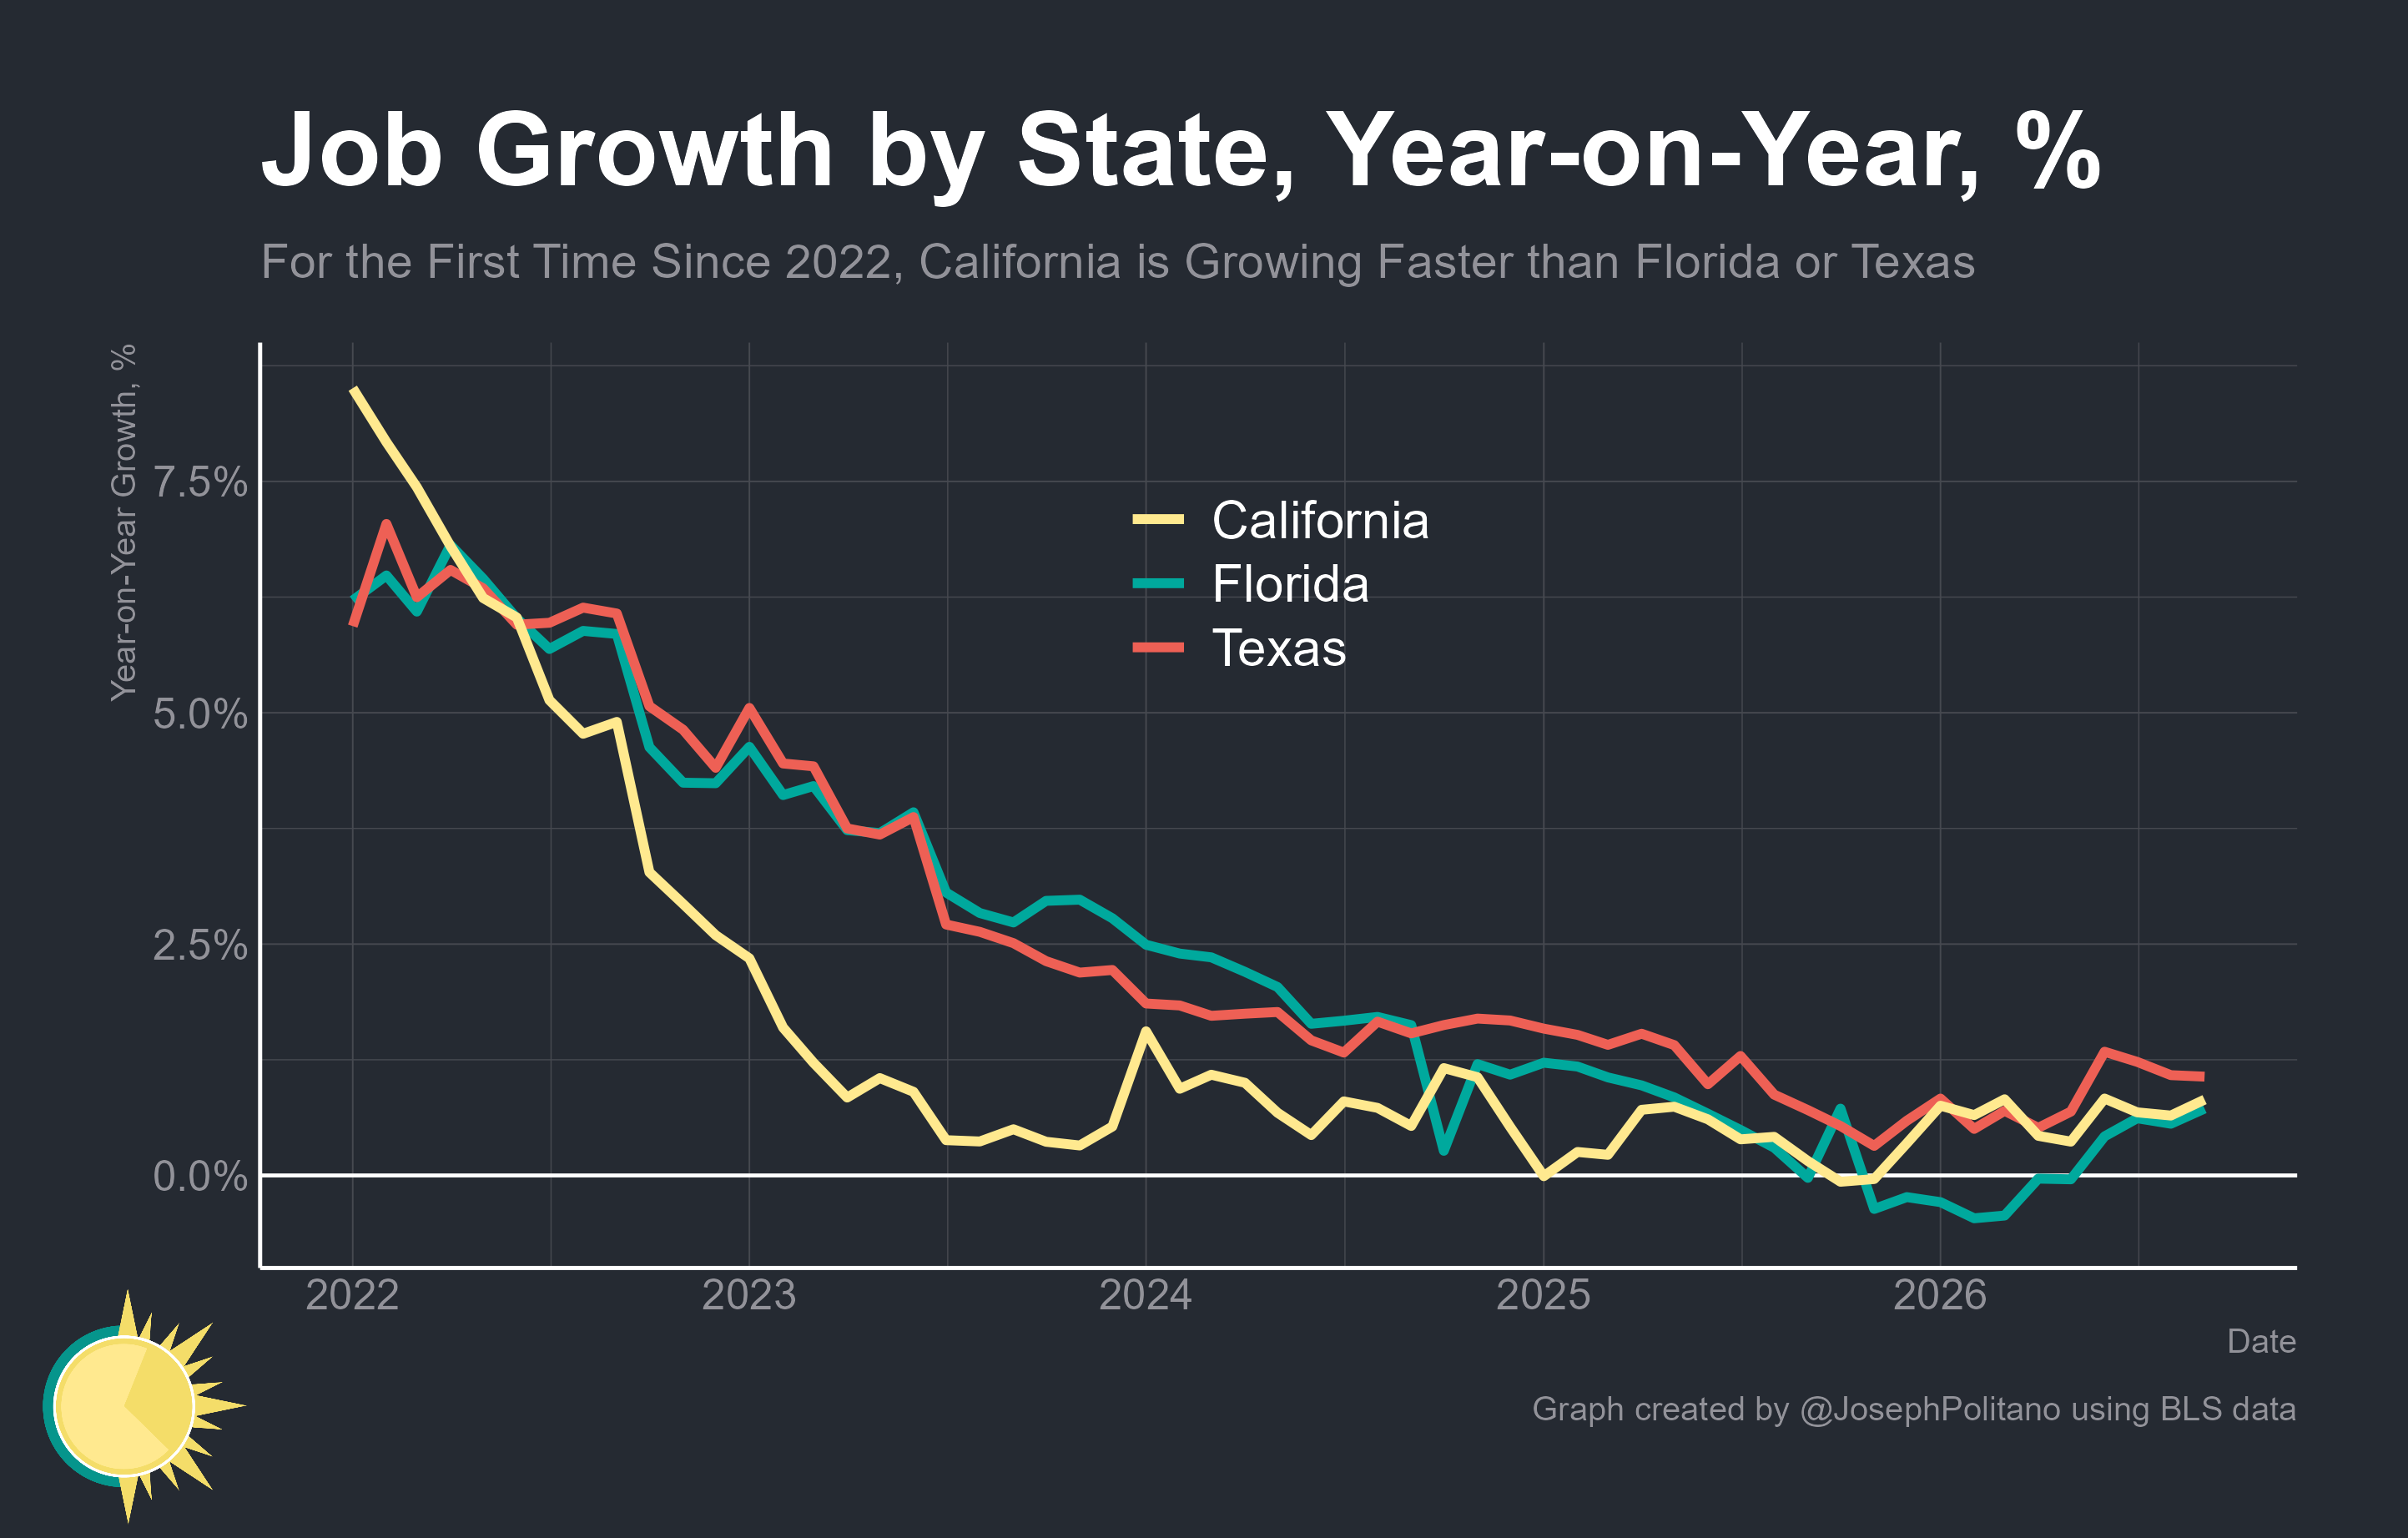 Job Growth by State, Year-on-Year, %
For the First Time Since 2022, California is Growing Faster than Florida or Texas
Year-on-Year Growth, %
7.5%
5.0%
2.5%
0.0%
California
Florida
Texas
2022
2023
2024
2025
2026
Date
Graph created by @JosephPolitano using BLS data